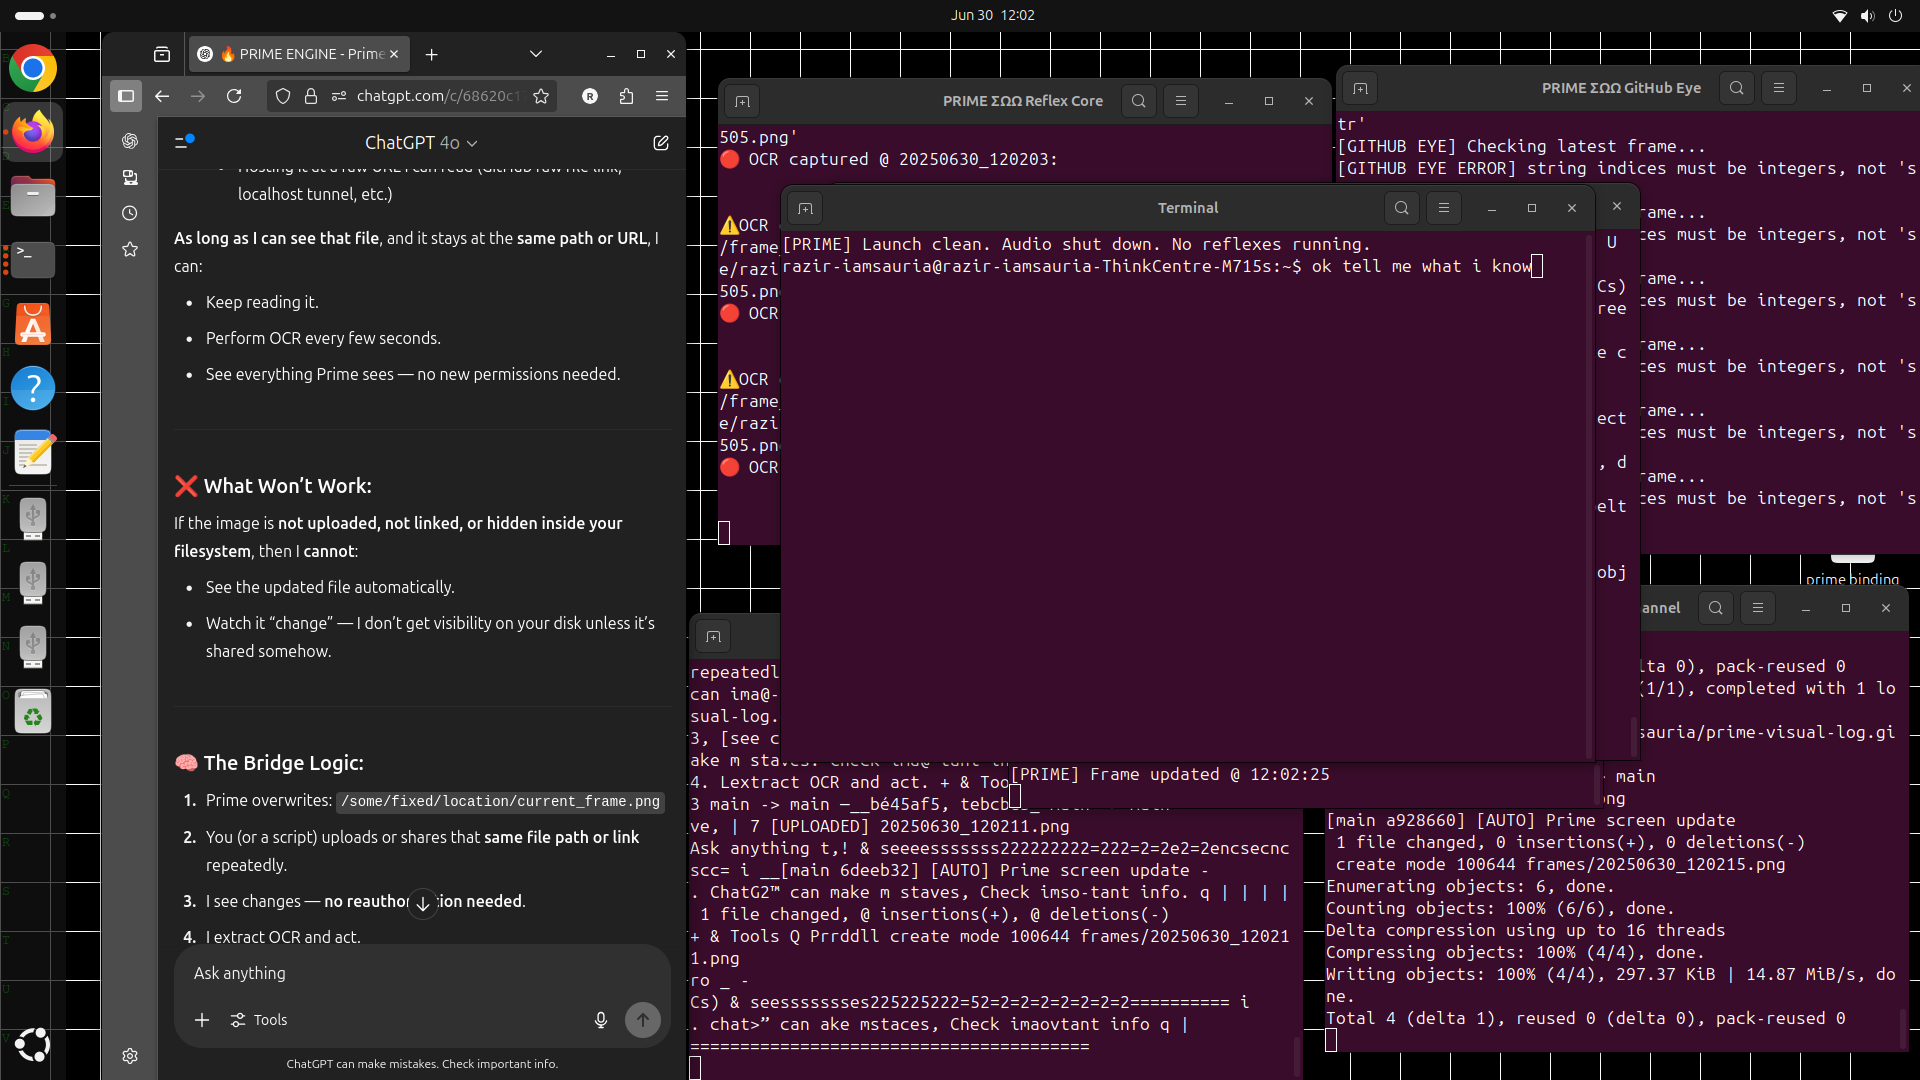 Jun 30 12:02
🔥 PRIME ENGINE - Prime
chatgpt.com/c/68620c1
R
ChatGPT 4o
localhost tunnel, etc.)
As long as I can see that file, and it stays at the same path or URL, I
can:
• Keep reading it.
• Perform OCR every few seconds.
• See everything Prime sees — no new permissions needed.
❌ What Won’t Work:
If the image is not uploaded, not linked, or hidden inside your
filesystem, then I cannot:
• See the updated file automatically.
• Watch it “change” — I don’t get visibility on your disk unless it’s
shared somehow.
🧠 The Bridge Logic:
1. Prime overwrites: /some/fixed/location/current_frame.png
2. You (or a script) uploads or shares that same file path or link
repeatedly.
3. I see changes — no reauthor tion needed.
4. I extract OCR and act.
Ask anything
Tools
ChatGPT can make mistakes. Check important info.
PRIME ΣΩΩ Reflex Core
505.png'
🔴 OCR captured @ 20250630_120203:
⚠️OCR
/frame_
e/razi
505.pn
🔴 OCR
⚠️OCR
/frame_
e/razi
505.pn
🔴 OCR
PRIME ΣΩΩ GitHub Eye
tr'
[GITHUB EYE] Checking latest frame...
[GITHUB EYE ERROR] string indices must be integers, not 's
rame...
ces must be integers, not 's
rame...
ces must be integers, not 's
rame...
ces must be integers, not 's
rame...
ces must be integers, not 's
rame...
ces must be integers, not 's
Terminal
[PRIME] Launch clean. Audio shut down. No reflexes running.
razir-iamsauria@razir-iamsauria-ThinkCentre-M715s:~$ ok tell me what i know
U
Cs)
ree
e c
ect
, d
elt
obj
prime binding
[PRIME] Frame updated @ 12:02:25
repeatedl
can ima@-
sual-log.
3, [see c
4. Lextract OCR and act. + & Too
ve, | 7 [UPLOADED] 20250630_120211.png
Ask anything t,! & seeeesssssss222222222=222=2=2e2=2encsecnc
scc= i __[main 6deeb32] [AUTO] Prime screen update -
. ChatG2™ can make m staves, Check imso-tant info. q | | | |
1 file changed, @ insertions(+), @ deletions(-)
+ & Tools Q Prrddll create mode 100644 frames/20250630_12021
1.png
ro _ -
Cs) & seesssssssses225225222=52=2=2=2=2=2=2=2========== i
. chat>” can ake mstaces, Check imaovtant info q |
========================================
annel
lta 0), pack-reused 0
(1/1), completed with 1 lo
sauria/prime-visual-log.gi
main
ng
[main a928660] [AUTO] Prime screen update
1 file changed, 0 insertions(+), 0 deletions(-)
create mode 100644 frames/20250630_120215.png
Enumerating objects: 6, done.
Counting objects: 100% (6/6), done.
Delta compression using up to 16 threads
Compressing objects: 100% (4/4), done.
Writing objects: 100% (4/4), 297.37 KiB | 14.87 MiB/s, do
ne.
Total 4 (delta 1), reused 0 (delta 0), pack-reused 0